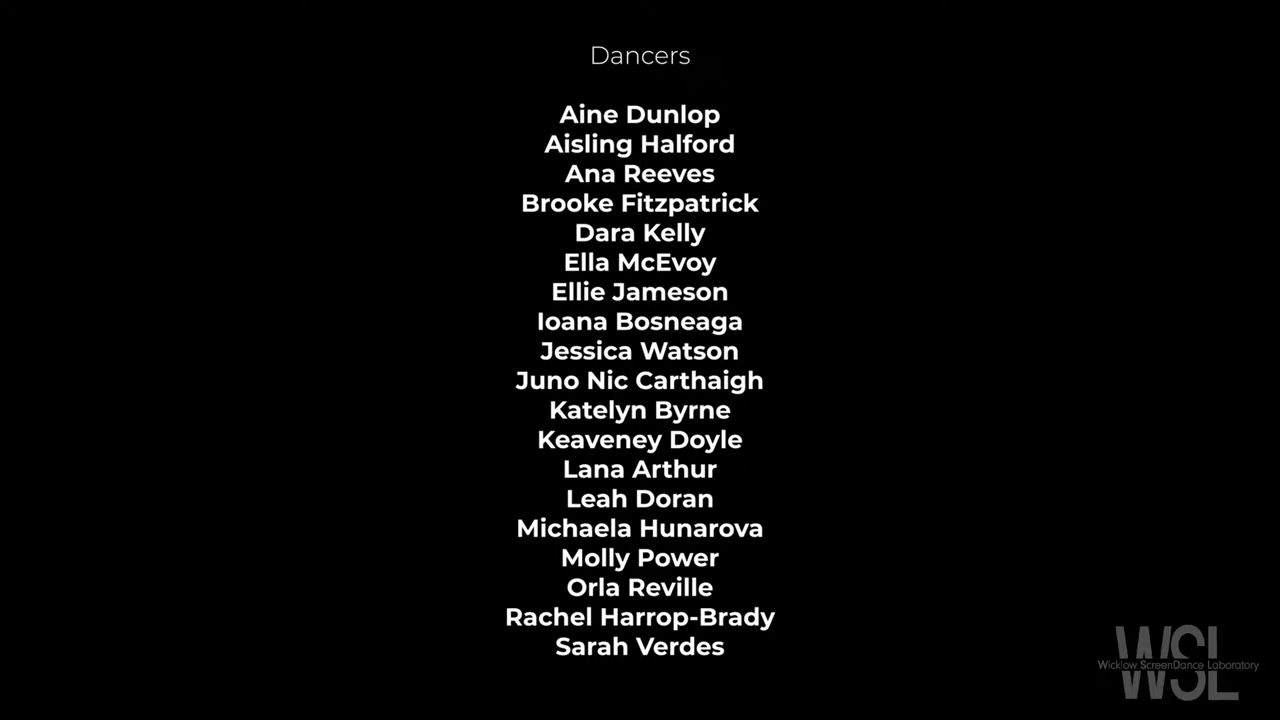 Dancers
Aine Dunlop
Aisling Halford
Ana Reeves
Brooke Fitzpatrick
Dara Kelly
Ella McEvoy
Ellie Jameson
Ioana Bosneaga
Jessica Watson
Juno Nic Carthaigh
Katelyn Byrne
Keaveney Doyle
Lana Arthur
Leah Doran
Michaela Hunarova
Molly Power
Orla Reville
Rachel Harrop-Brady
Sarah Verdes
WSL
Wicklow ScreenDance Laboratory